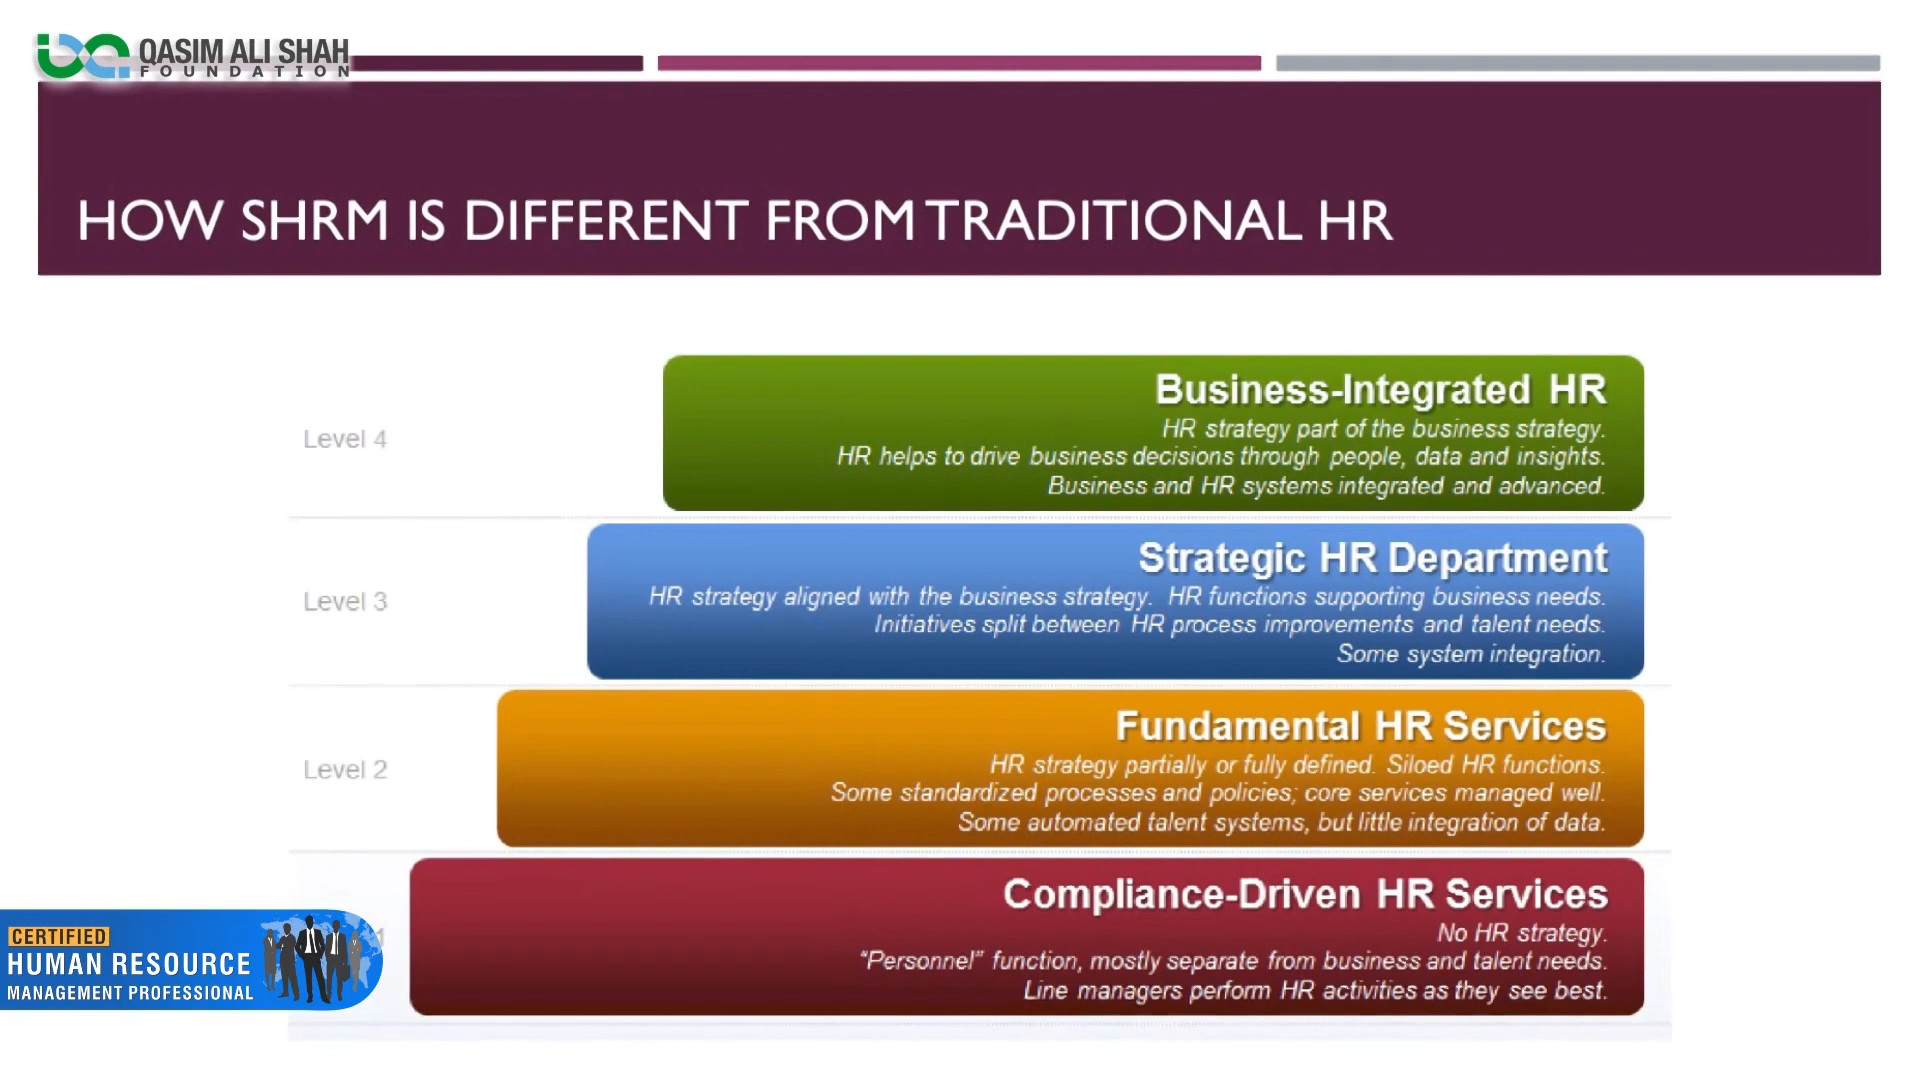 QASIM ALI SHAH
FOUNDATION
HOW SHRM IS DIFFERENT FROM TRADITIONAL HR
Level 4
Business-Integrated HR
HR strategy part of the business strategy.
HR helps to drive business decisions through people, data and insights.
Business and HR systems integrated and advanced.
Level 3
Strategic HR Department
HR strategy aligned with the business strategy. HR functions supporting business needs.
Initiatives split between HR process improvements and talent needs.
Some system integration.
Level 2
Fundamental HR Services
HR strategy partially or fully defined. Siloed HR functions.
Some standardized processes and policies; core services managed well.
Some automated talent systems, but little integration of data.
Compliance-Driven HR Services
No HR strategy.
"Personnel" function, mostly separate from business and talent needs.
Line managers perform HR activities as they see best.
CERTIFIED
HUMAN RESOURCE
MANAGEMENT PROFESSIONAL